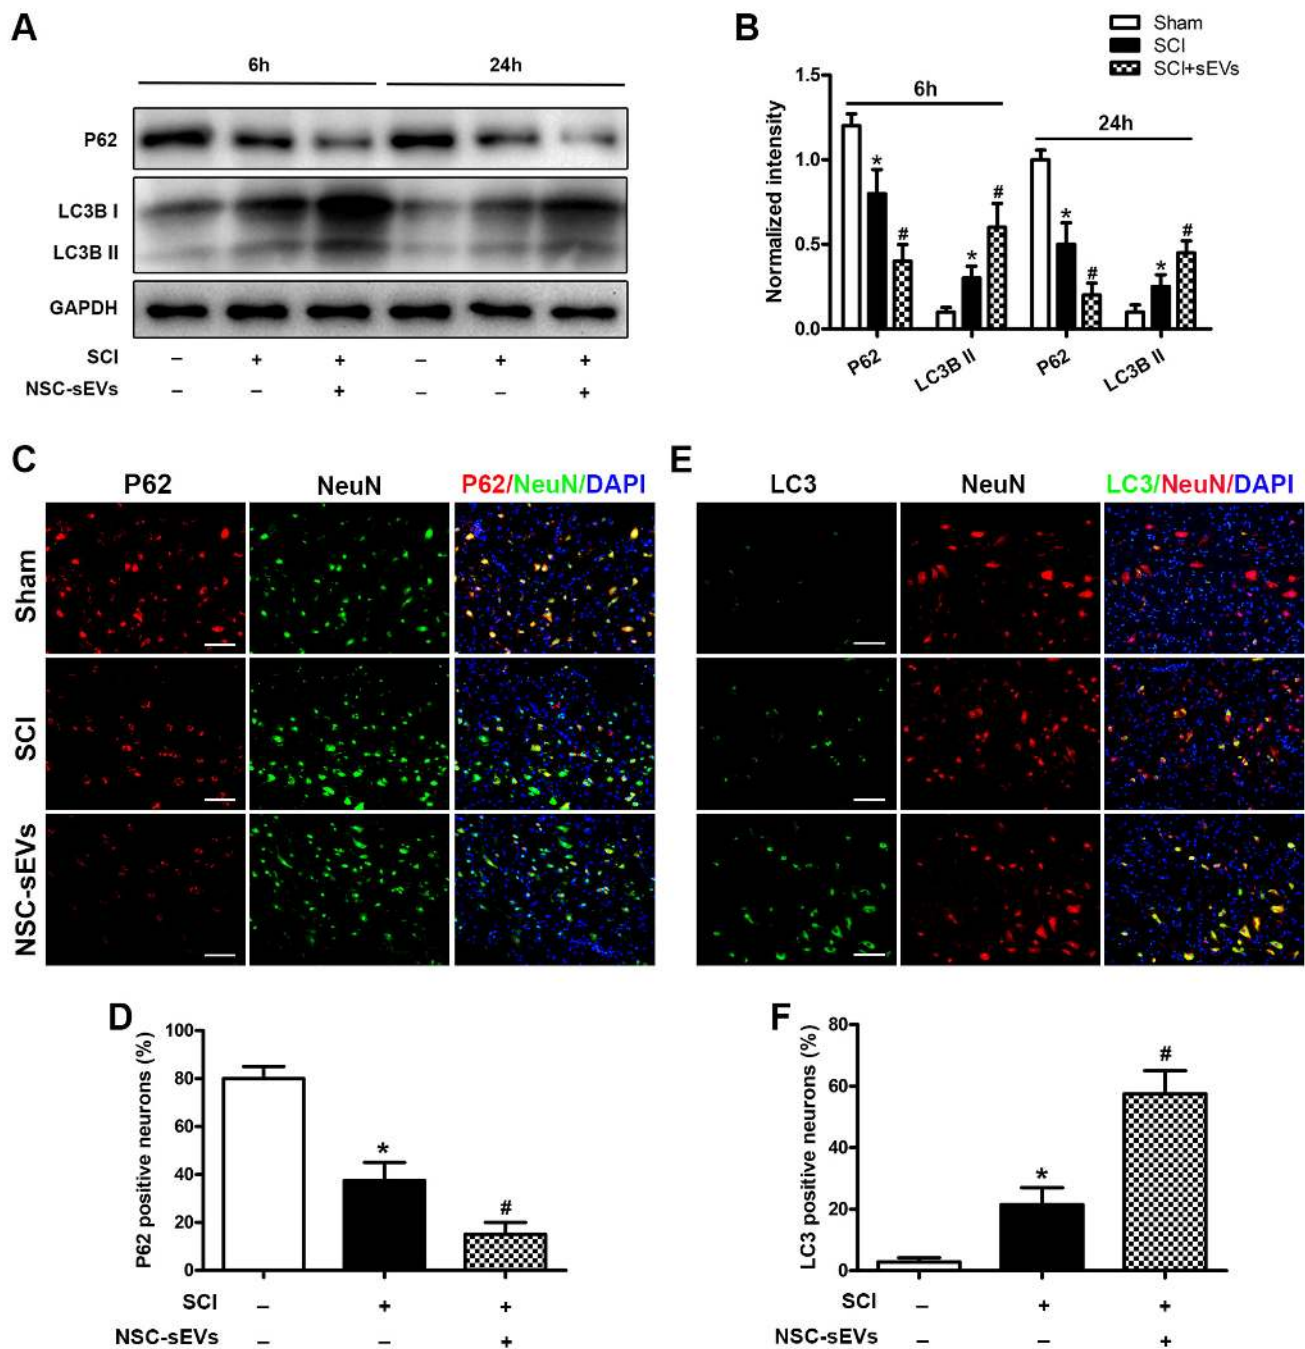 A
6h 24h
P62
LC3B I
LC3B II
GAPDH
SCI – + + – + +
NSC-sEVs – – + – – +
B
Sham
SCI
SCI+sEVs
Normalized intensity
1.5
1.0
0.5
0.0
6h
24h
* # * # * # * #
P62 LC3B II P62 LC3B II
C
P62 NeuN P62/NeuN/DAPI
Sham
SCI
NSC-sEVs
E
LC3 NeuN LC3/NeuN/DAPI
D
P62 positive neurons (%)
100
80
60
40
20
0
* #
SCI – + +
NSC-sEVs – – +
F
LC3 positive neurons (%)
80
60
40
20
0
* #
SCI – + +
NSC-sEVs – – +